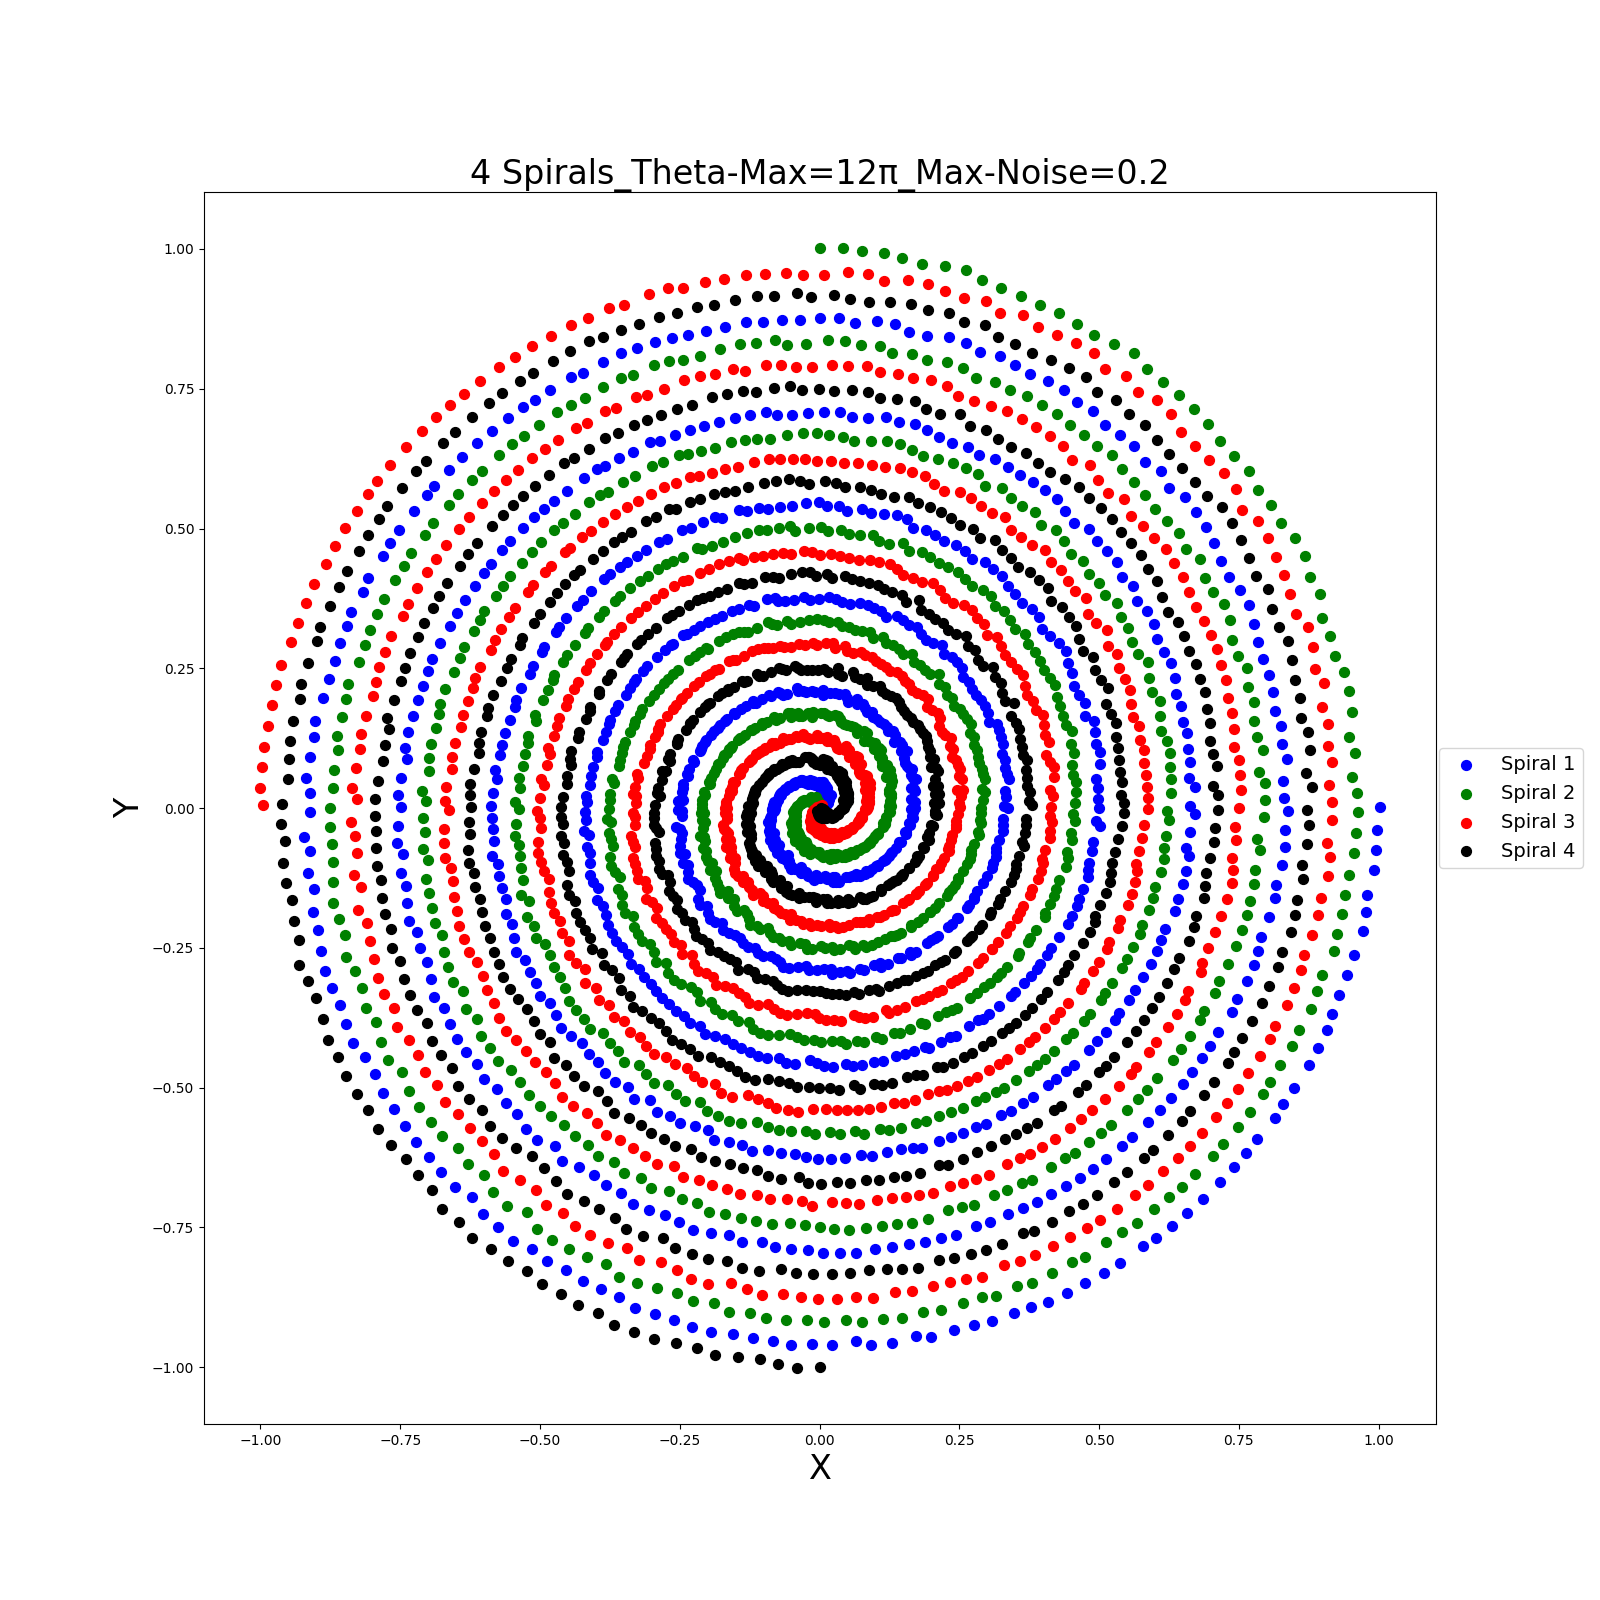 4 Spirals_Theta-Max=12π_Max-Noise=0.2
1.00
0.75
0.50
0.25
0.00
−0.25
−0.50
−0.75
−1.00
Y
Spiral 1
Spiral 2
Spiral 3
Spiral 4
−1.00 −0.75 −0.50 −0.25 0.00 0.25 0.50 0.75 1.00
X